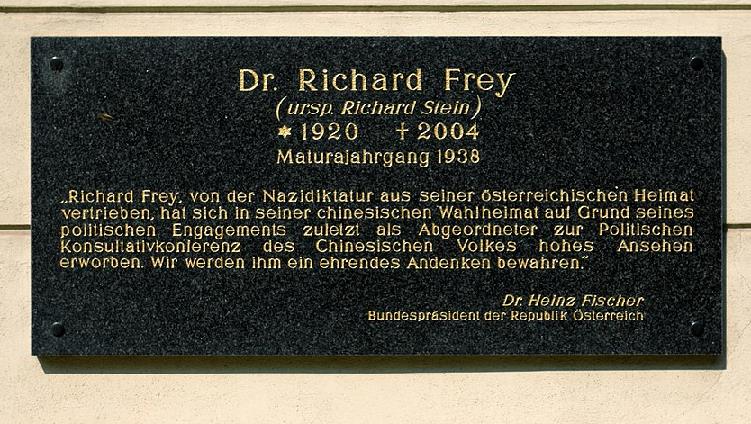 Dr. Richard Frey
(ursp. Richard Stein)
* 1920 † 2004
Maturajahrgang 1938
„Richard Frey, von der Nazidiktatur aus seiner österreichischen Heimat
vertrieben, hat sich in seiner chinesischen Wahlheimat auf Grund seines
politischen Engagements zuletzt als Abgeordneter zur Politischen
Konsultativkonferenz des Chinesischen Volkes hohes Ansehen
erworben. Wir werden ihm ein ehrendes Andenken bewahren.“
Dr. Heinz Fischer
Bundespräsident der Republik Österreich